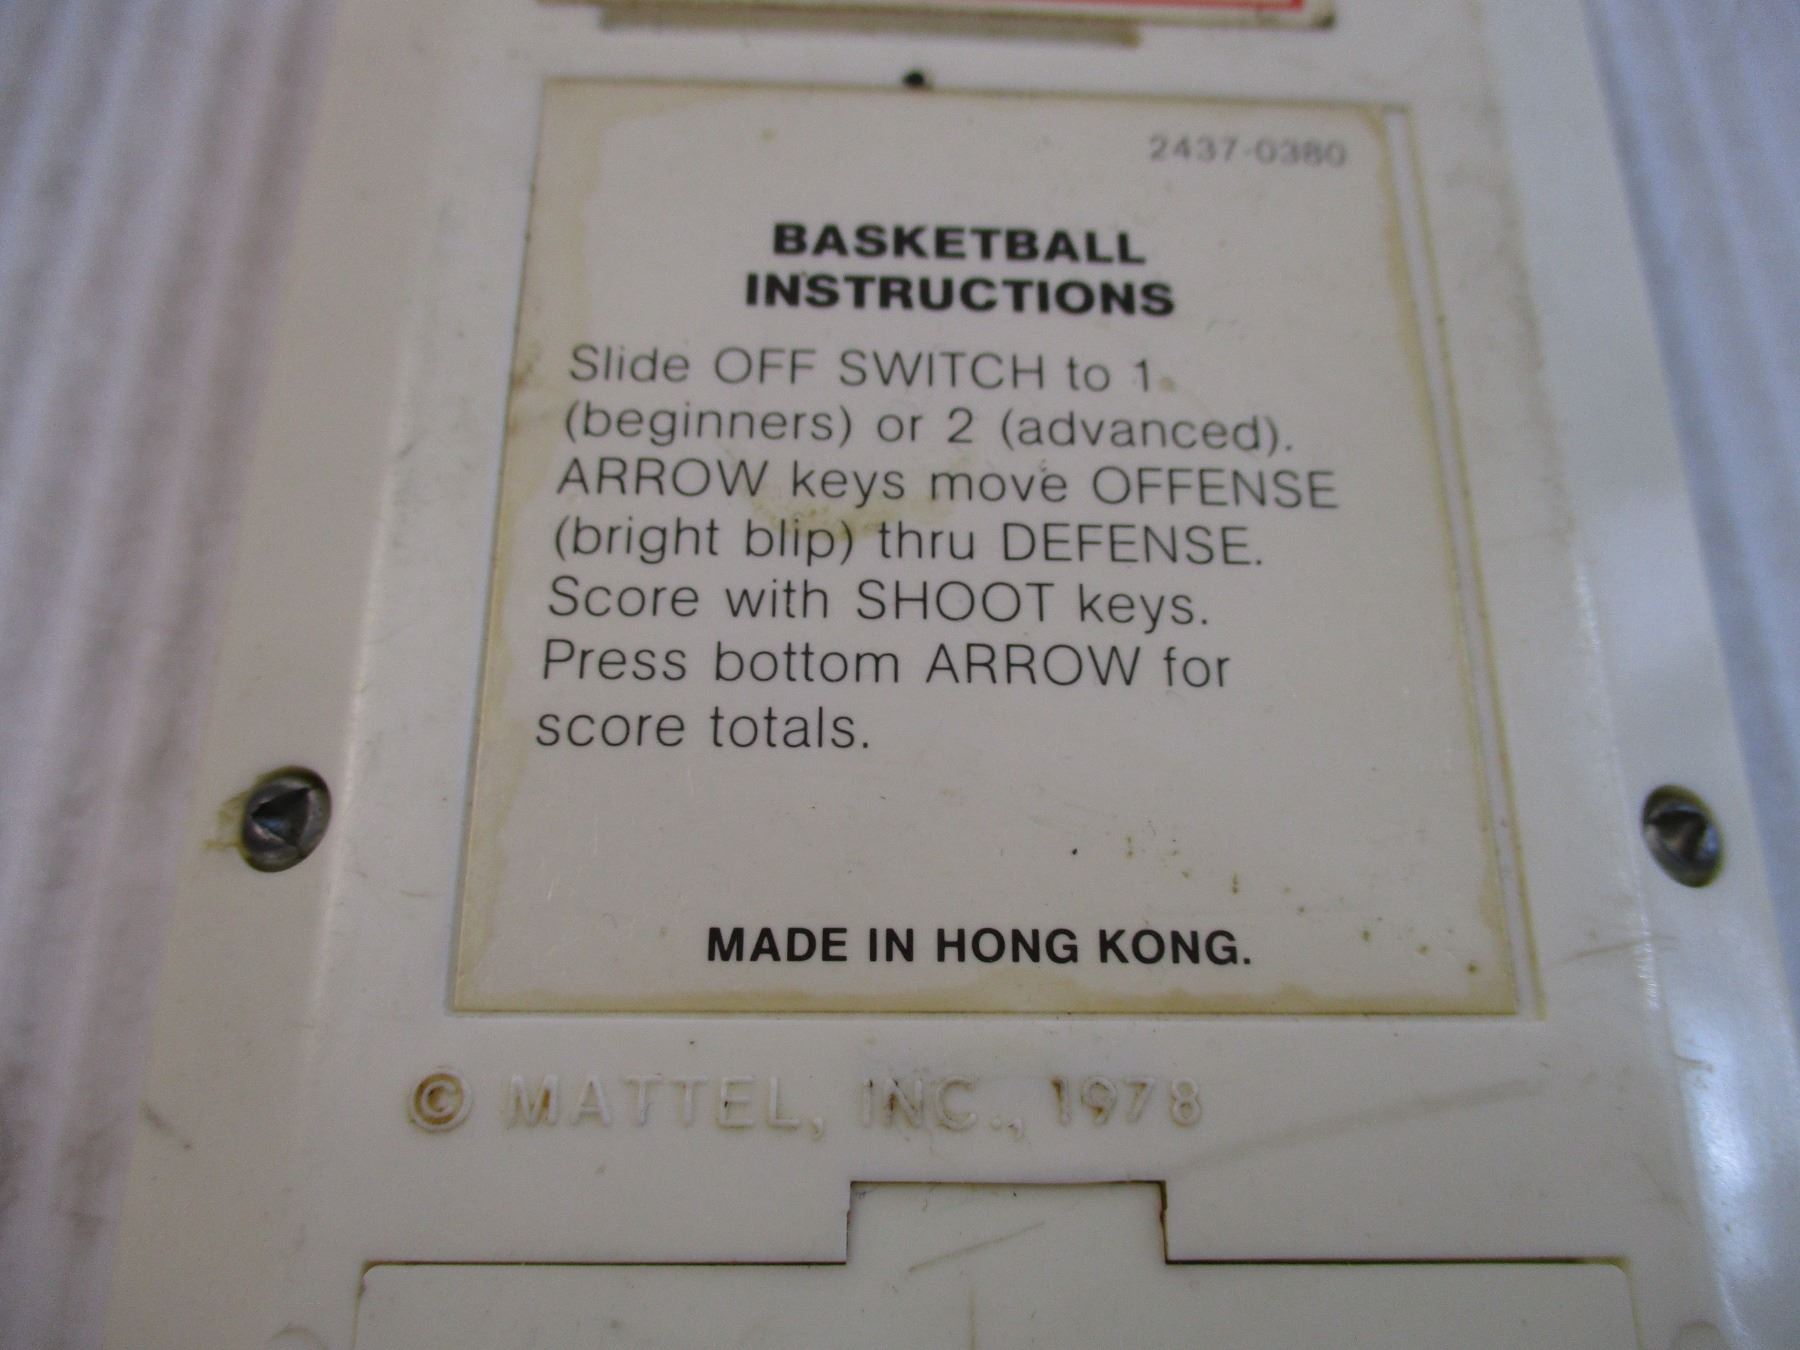 2437-0380
BASKETBALL
INSTRUCTIONS
Slide OFF SWITCH to 1
(beginners) or 2 (advanced).
ARROW keys move OFFENSE
(bright blip) thru DEFENSE.
Score with SHOOT keys.
Press bottom ARROW for
score totals.
MADE IN HONG KONG.
© MATTEL, INC., 1978